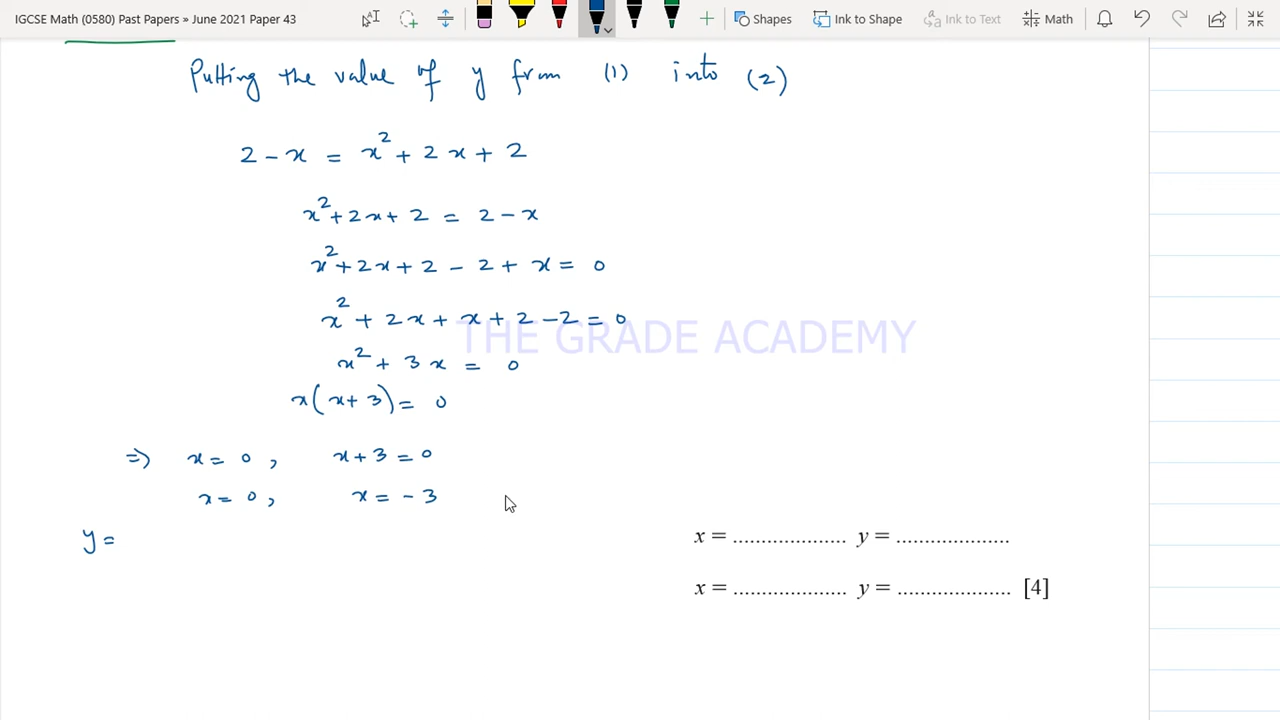 IGCSE Math (0580) Past Papers » June 2021 Paper 43
Shapes
Ink to Shape
Ink to Text
Math
Putting the value of y from (1) into (2)
2 - x = x² + 2x + 2
x² + 2x + 2 = 2 - x
x² + 2x + 2 - 2 + x = 0
x² + 2x + x + 2 - 2 = 0
THE GRADE ACADEMY
x² + 3x = 0
x(x + 3) = 0
=> x = 0, x + 3 = 0
x = 0, x = -3
y =
x = .................... y = ....................
x = .................... y = .................... [4]